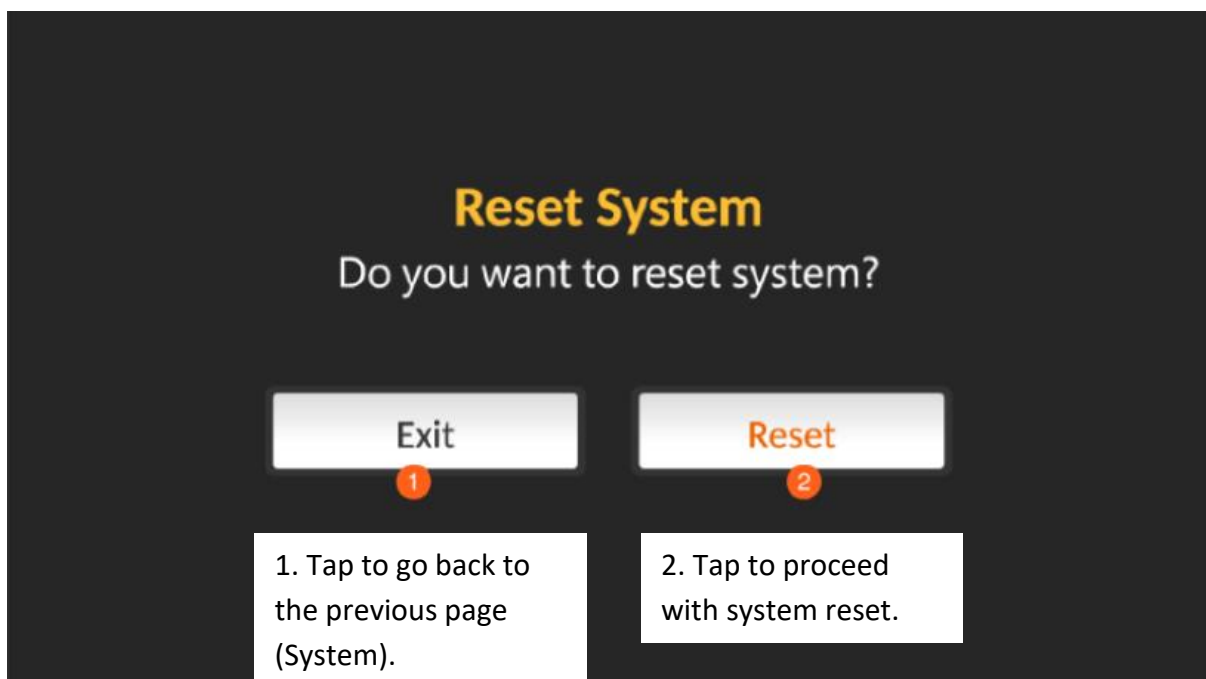 Reset System
Do you want to reset system?
Exit
Reset
1
2
1. Tap to go back to
the previous page
(System).
2. Tap to proceed
with system reset.